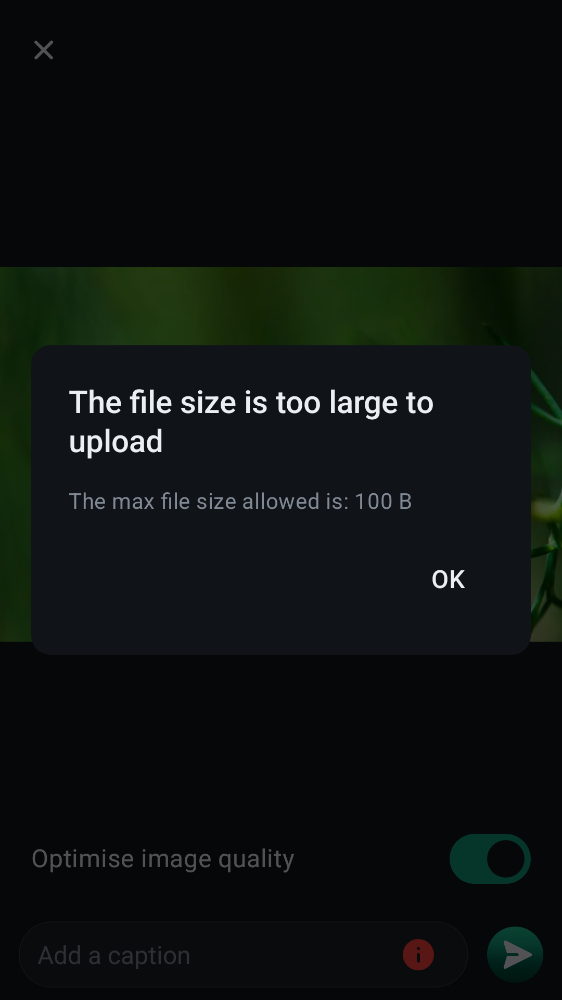 The file size is too large to
upload
The max file size allowed is: 100 B
OK
Optimise image quality
Add a caption